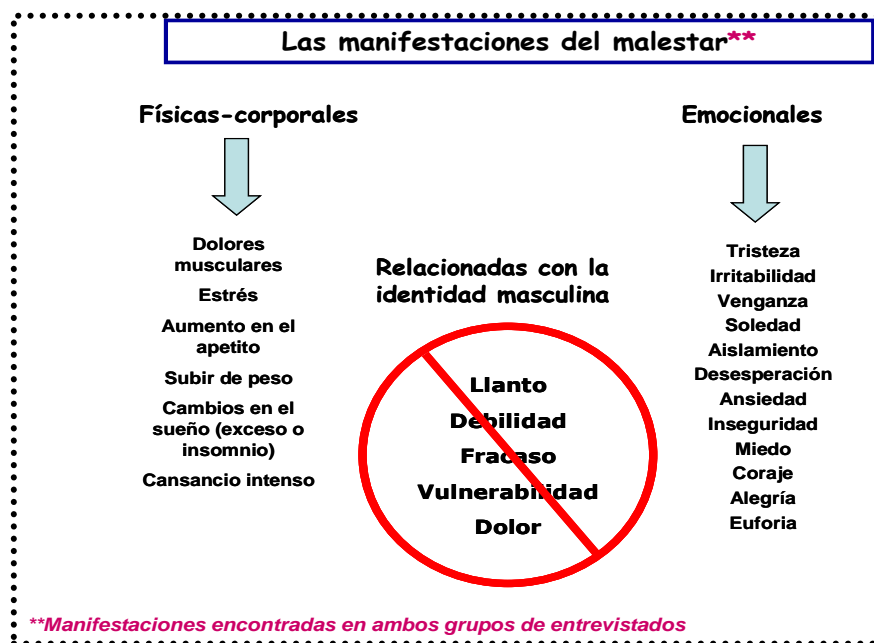 Las manifestaciones del malestar**
Físicas-corporales
Dolores
musculares
Estrés
Aumento en el
apetito
Subir de peso
Cambios en el
sueño (exceso o
insomnio)
Cansancio intenso
Relacionadas con la
identidad masculina
Llanto
Debilidad
Fracaso
Vulnerabilidad
Dolor
Emocionales
Tristeza
Irritabilidad
Venganza
Soledad
Aislamiento
Desesperación
Ansiedad
Inseguridad
Miedo
Coraje
Alegría
Euforia
**Manifestaciones encontradas en ambos grupos de entrevistados